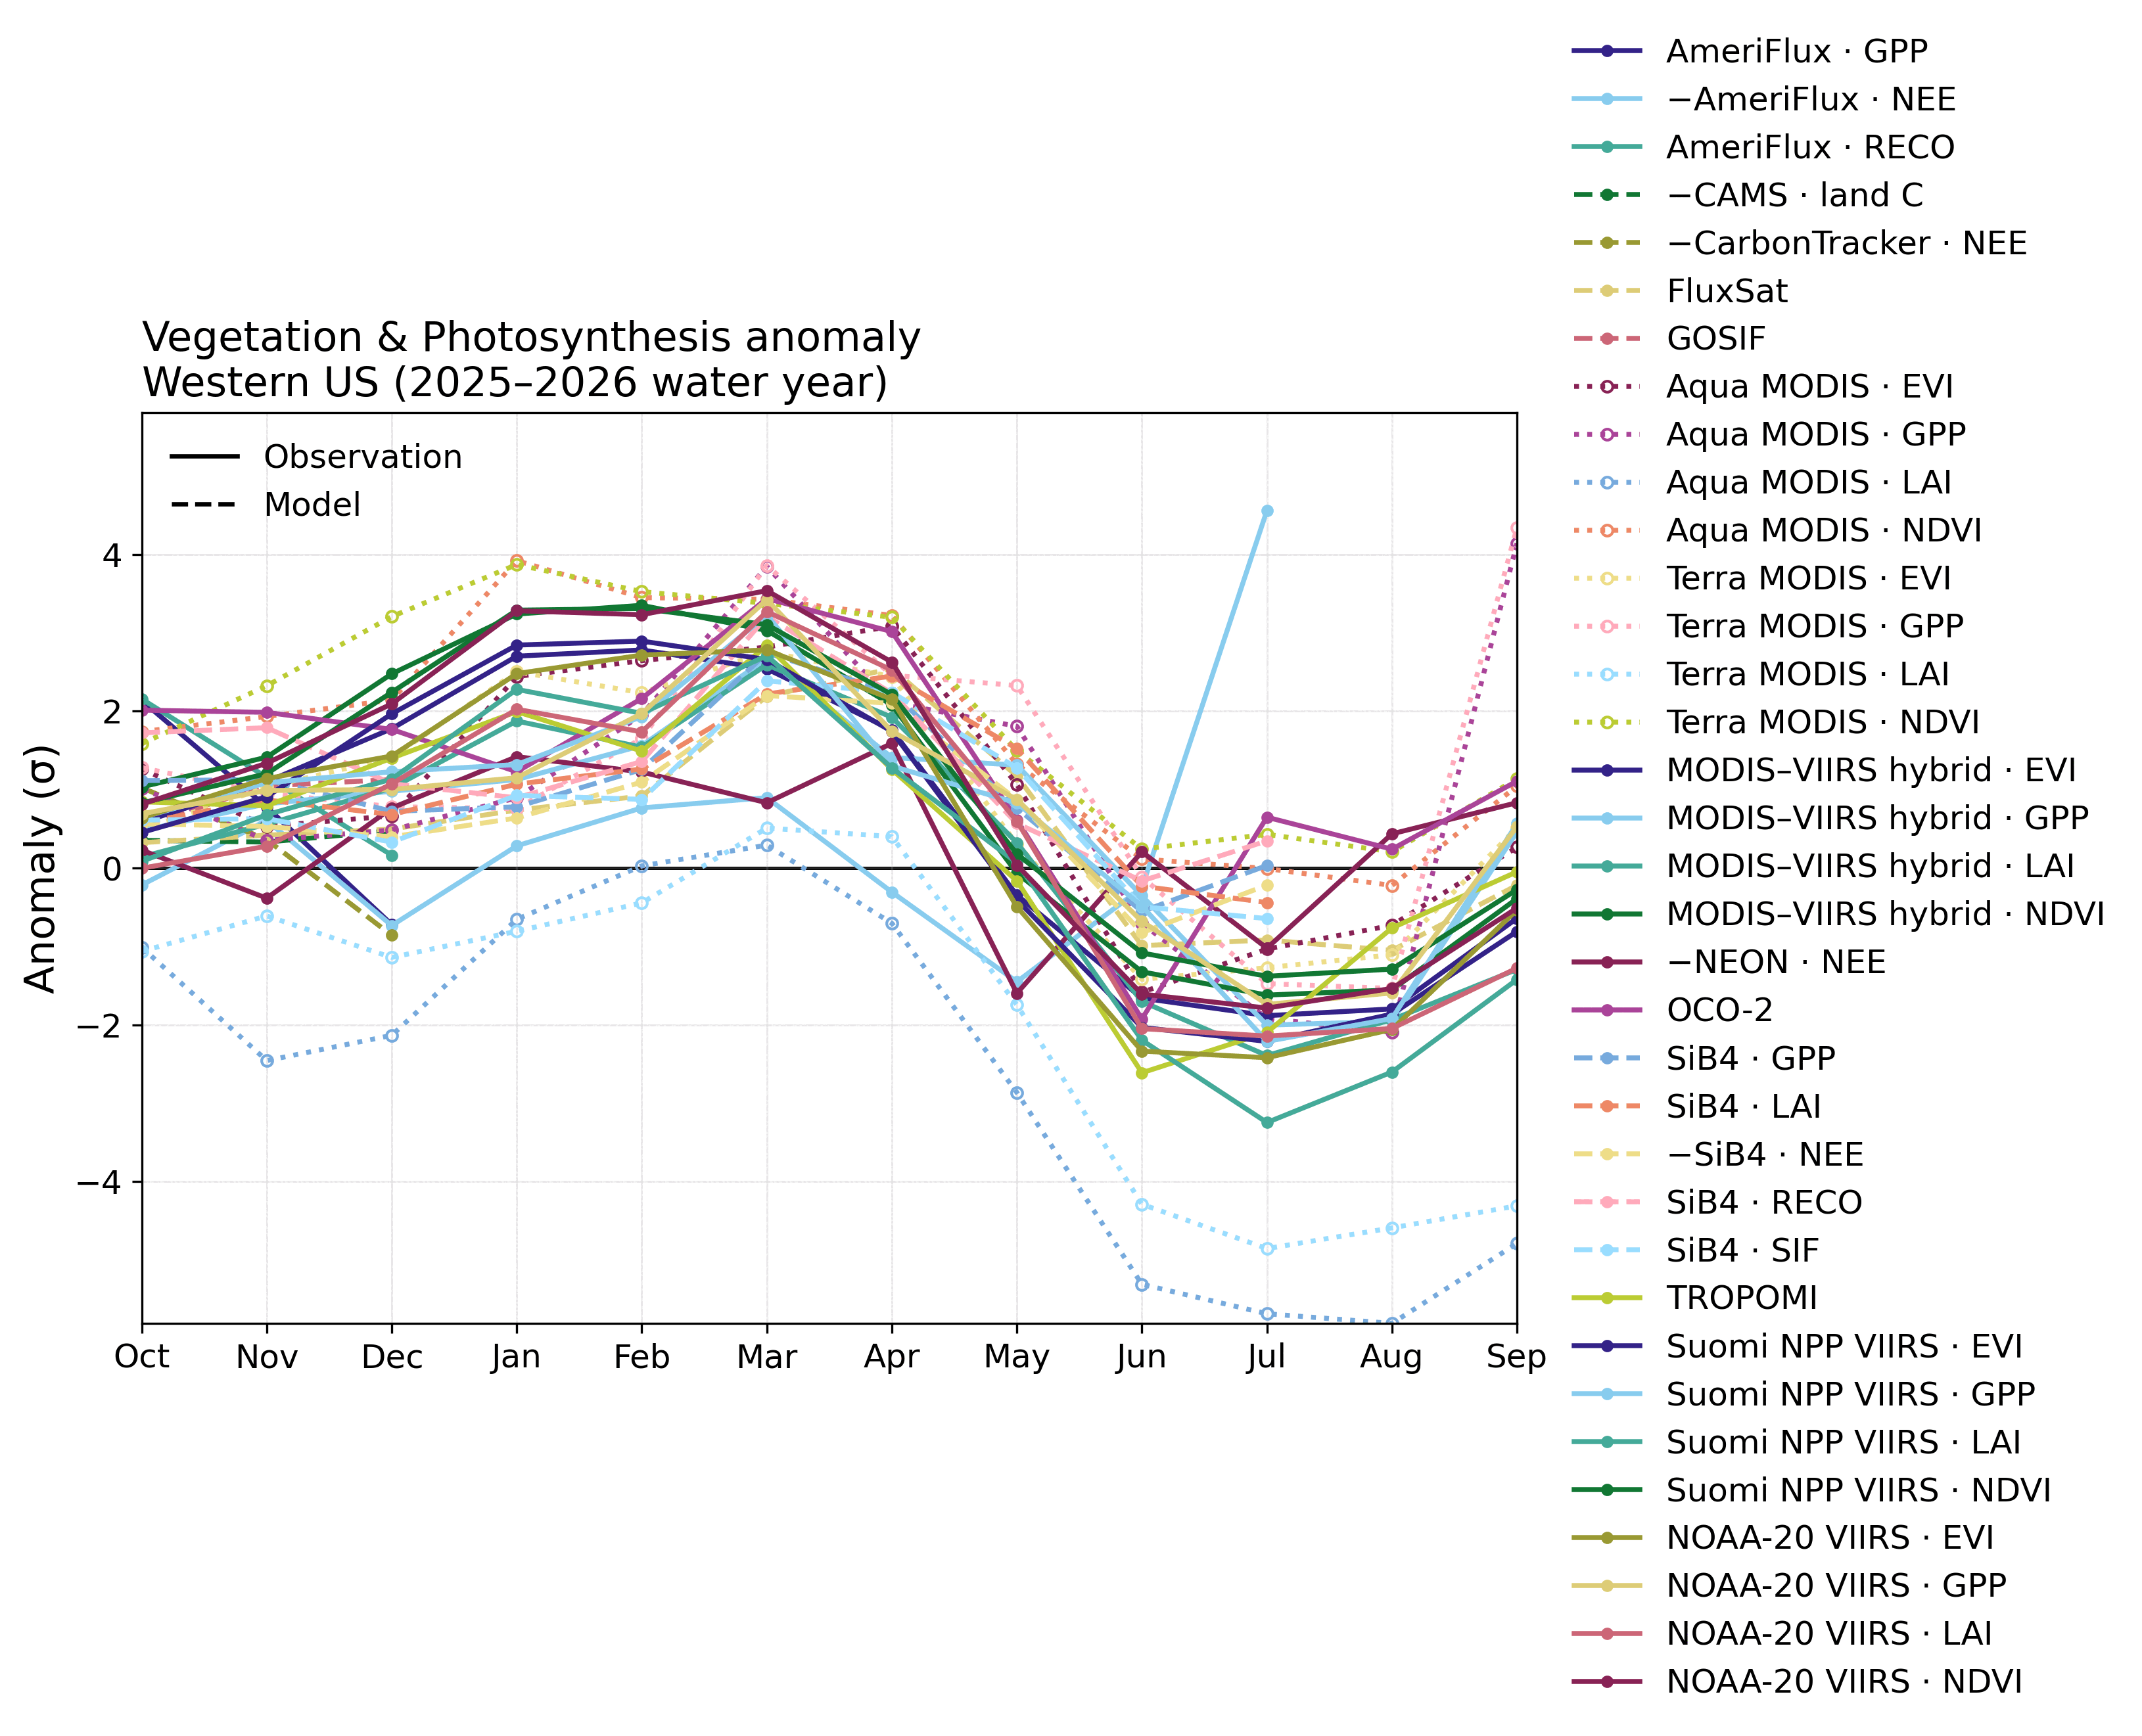 Vegetation & Photosynthesis anomaly
Western US (2025–2026 water year)
Observation
Model
Anomaly (σ)
4
2
0
−2
−4
Oct Nov Dec Jan Feb Mar Apr May Jun Jul Aug Sep
AmeriFlux · GPP
−AmeriFlux · NEE
AmeriFlux · RECO
−CAMS · land C
−CarbonTracker · NEE
FluxSat
GOSIF
Aqua MODIS · EVI
Aqua MODIS · GPP
Aqua MODIS · LAI
Aqua MODIS · NDVI
Terra MODIS · EVI
Terra MODIS · GPP
Terra MODIS · LAI
Terra MODIS · NDVI
MODIS–VIIRS hybrid · EVI
MODIS–VIIRS hybrid · GPP
MODIS–VIIRS hybrid · LAI
MODIS–VIIRS hybrid · NDVI
−NEON · NEE
OCO-2
SiB4 · GPP
SiB4 · LAI
−SiB4 · NEE
SiB4 · RECO
SiB4 · SIF
TROPOMI
Suomi NPP VIIRS · EVI
Suomi NPP VIIRS · GPP
Suomi NPP VIIRS · LAI
Suomi NPP VIIRS · NDVI
NOAA-20 VIIRS · EVI
NOAA-20 VIIRS · GPP
NOAA-20 VIIRS · LAI
NOAA-20 VIIRS · NDVI